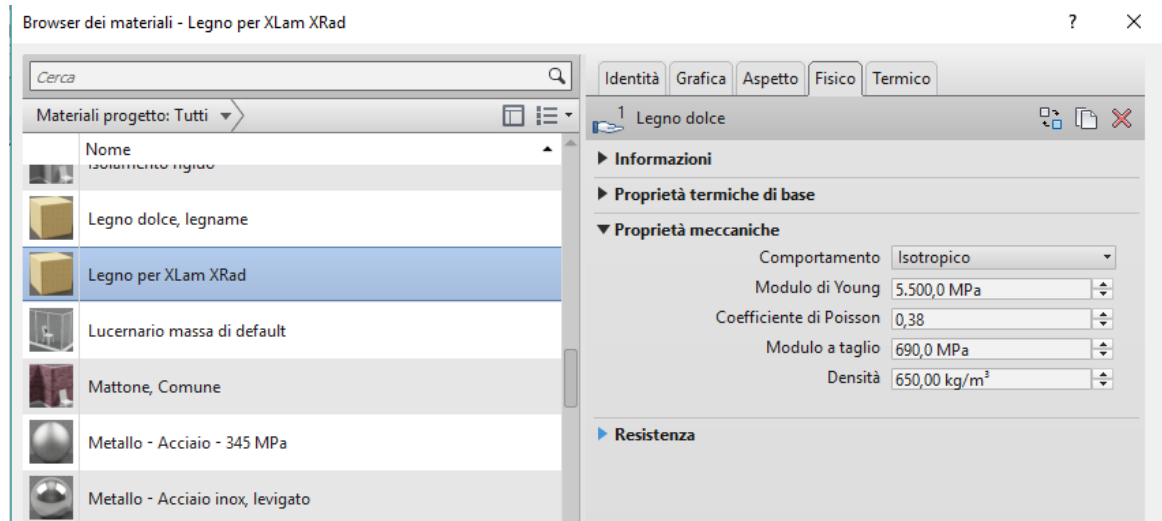 Browser dei materiali - Legno per XLam XRad
?
Cerca
Materiali progetto: Tutti
Nome
Isolamento rigido
Legno dolce, legname
Legno per XLam XRad
Lucernario massa di default
Mattone, Comune
Metallo - Acciaio - 345 MPa
Metallo - Acciaio inox, levigato
Identità Grafica Aspetto Fisico Termico
1 Legno dolce
Informazioni
Proprietà termiche di base
Proprietà meccaniche
Comportamento Isotropico
Modulo di Young 5.500,0 MPa
Coefficiente di Poisson 0,38
Modulo a taglio 690,0 MPa
Densità 650,00 kg/m³
Resistenza